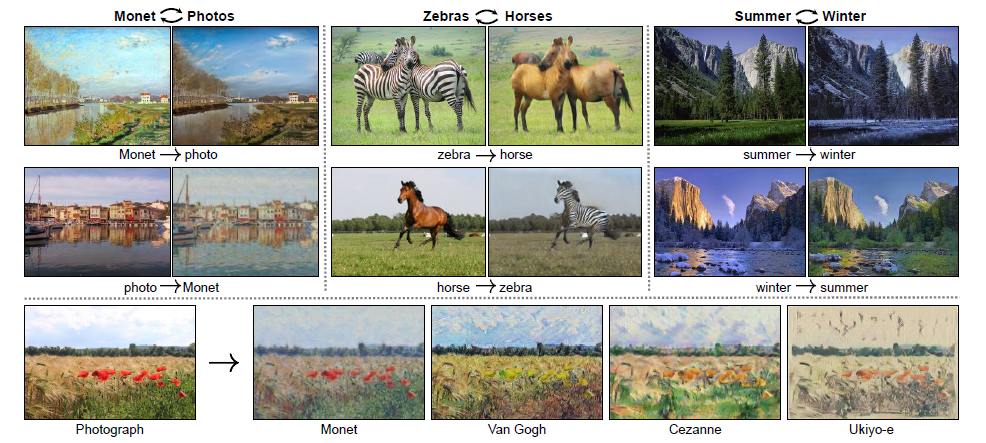 Monet ⇄ Photos
Zebras ⇄ Horses
Summer ⇄ Winter
Monet → photo
zebra → horse
summer → winter
photo → Monet
horse → zebra
winter → summer
Photograph
Monet
Van Gogh
Cezanne
Ukiyo-e